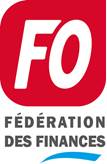 FO
FÉDÉRATION
DES FINANCES